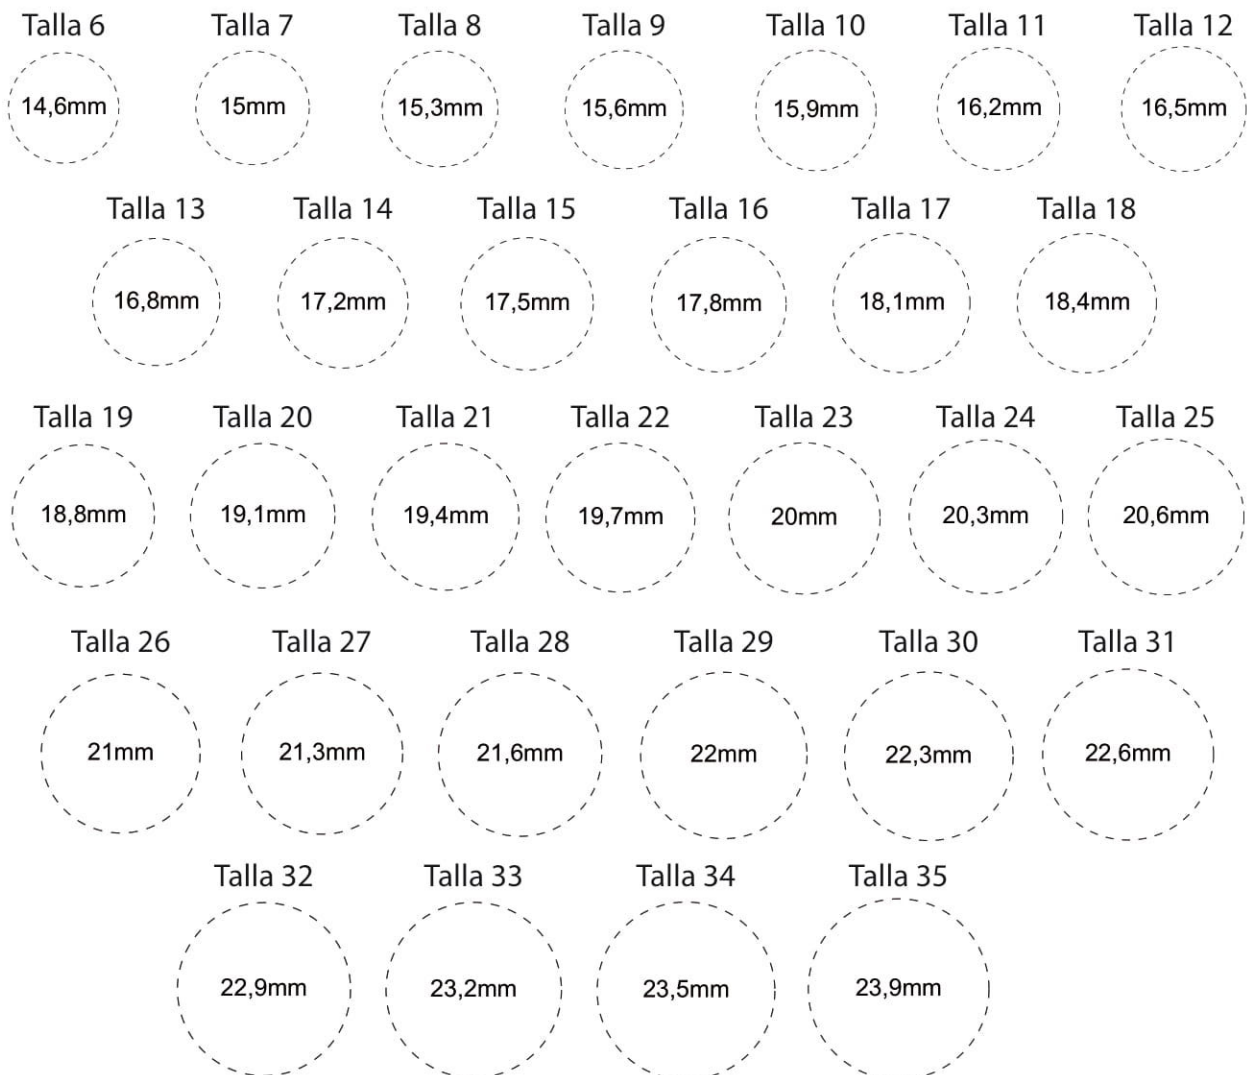 Talla 6 Talla 7 Talla 8 Talla 9 Talla 10 Talla 11 Talla 12
14,6mm 15mm 15,3mm 15,6mm 15,9mm 16,2mm 16,5mm
Talla 13 Talla 14 Talla 15 Talla 16 Talla 17 Talla 18
16,8mm 17,2mm 17,5mm 17,8mm 18,1mm 18,4mm
Talla 19 Talla 20 Talla 21 Talla 22 Talla 23 Talla 24 Talla 25
18,8mm 19,1mm 19,4mm 19,7mm 20mm 20,3mm 20,6mm
Talla 26 Talla 27 Talla 28 Talla 29 Talla 30 Talla 31
21mm 21,3mm 21,6mm 22mm 22,3mm 22,6mm
Talla 32 Talla 33 Talla 34 Talla 35
22,9mm 23,2mm 23,5mm 23,9mm